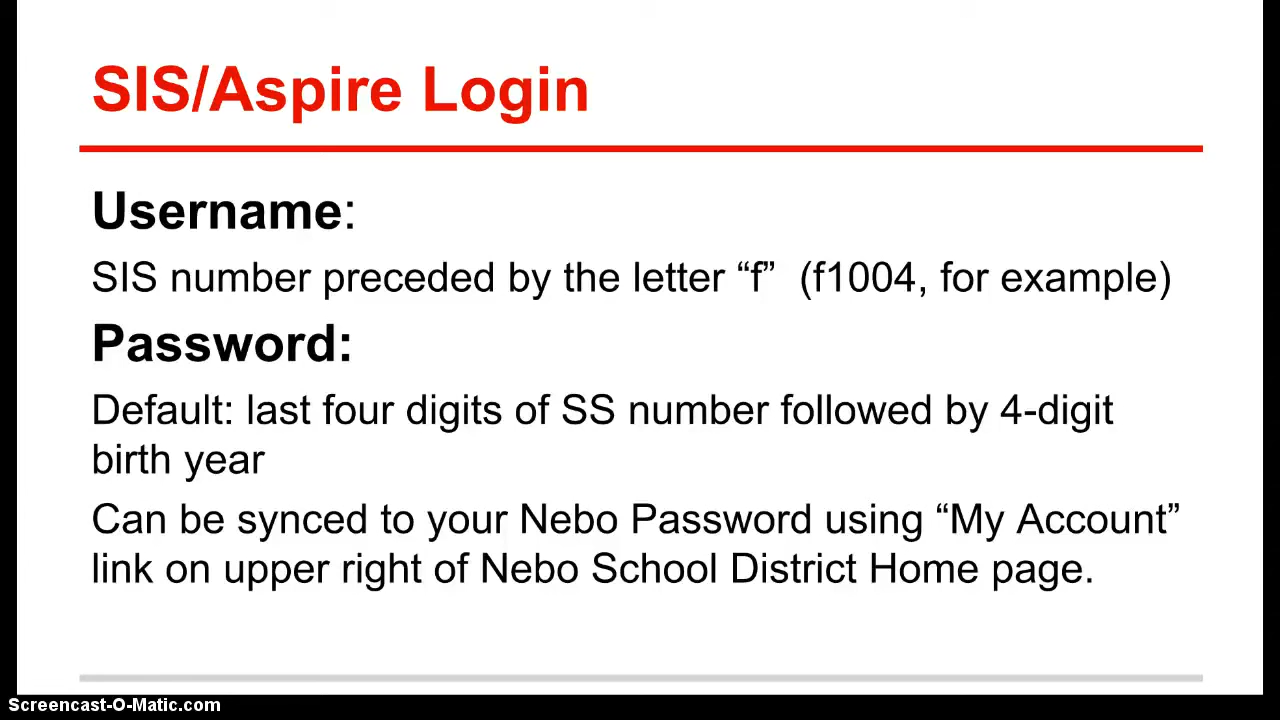 SIS/Aspire Login
Username:
SIS number preceded by the letter “f”  (f1004, for example)
Password:
Default: last four digits of SS number followed by 4-digit
birth year
Can be synced to your Nebo Password using “My Account”
link on upper right of Nebo School District Home page.
Screencast-O-Matic.com